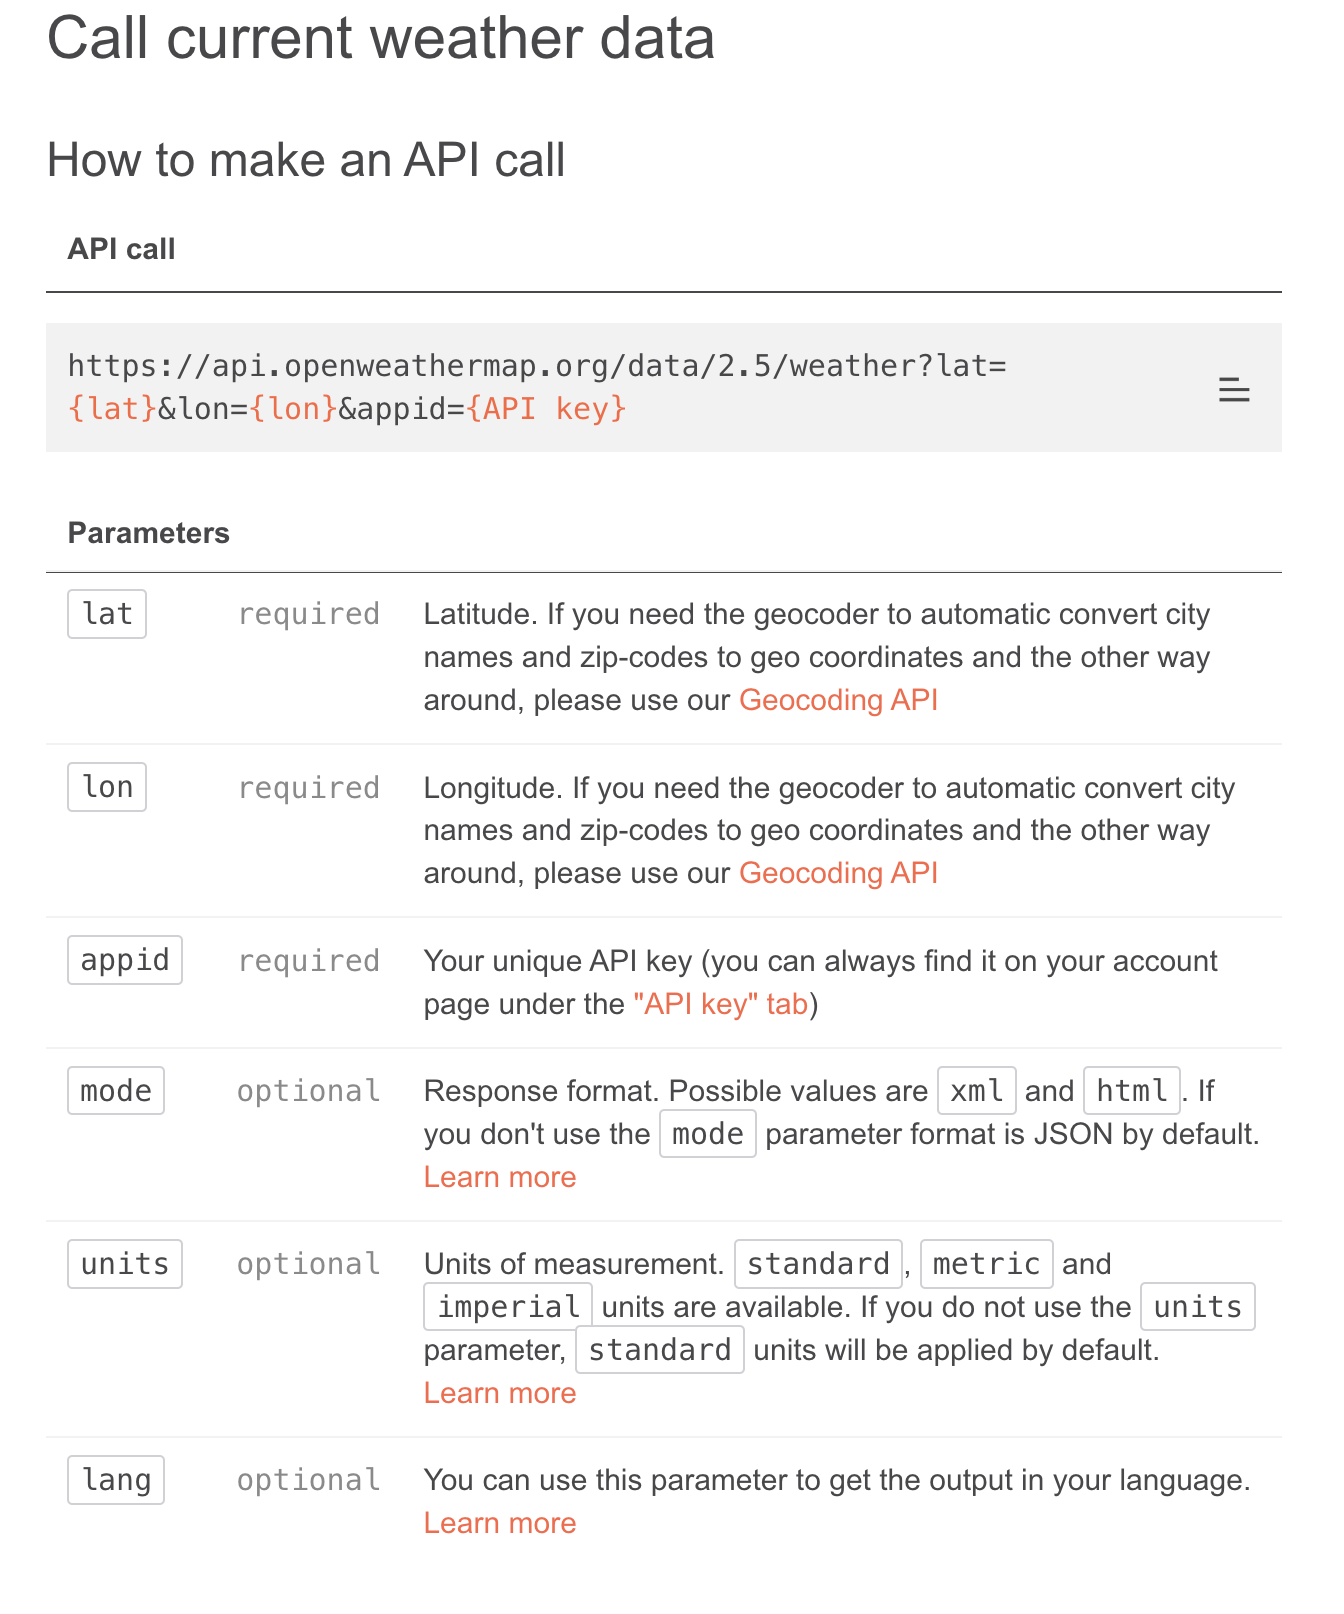 Call current weather data
How to make an API call
API call
https://api.openweathermap.org/data/2.5/weather?lat=
{lat}&lon={lon}&appid={API key}
Parameters
lat required Latitude. If you need the geocoder to automatic convert city
names and zip-codes to geo coordinates and the other way
around, please use our Geocoding API
lon required Longitude. If you need the geocoder to automatic convert city
names and zip-codes to geo coordinates and the other way
around, please use our Geocoding API
appid required Your unique API key (you can always find it on your account
page under the "API key" tab)
mode optional Response format. Possible values are xml and html. If
you don't use the mode parameter format is JSON by default.
Learn more
units optional Units of measurement. standard, metric and
imperial units are available. If you do not use the units
parameter, standard units will be applied by default.
Learn more
lang optional You can use this parameter to get the output in your language.
Learn more